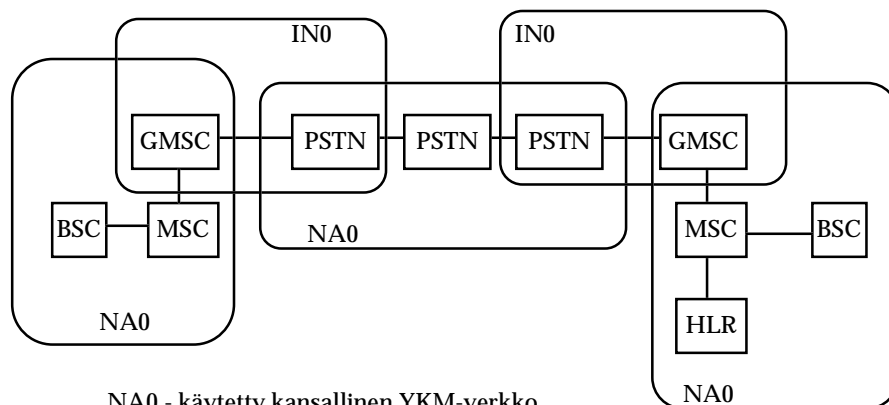 IN0 IN0
GMSC PSTN PSTN PSTN GMSC
BSC MSC NA0 MSC BSC
NA0 HLR
NA0
NA0 - käytetty kansallinen YKM-verkko